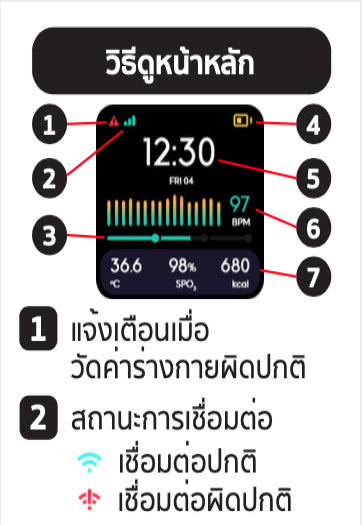 วิธีดูหน้าหลัก
1
2
3
4
5
6
7
12:30
FRI 04
97
BPM
36.6 98% 680
°C SPO₂ kcal
1 แจ้งเตือนเมื่อ
วัดค่าร่างกายผิดปกติ
2 สถานะการเชื่อมต่อ
เชื่อมต่อปกติ
เชื่อมต่อผิดปกติ